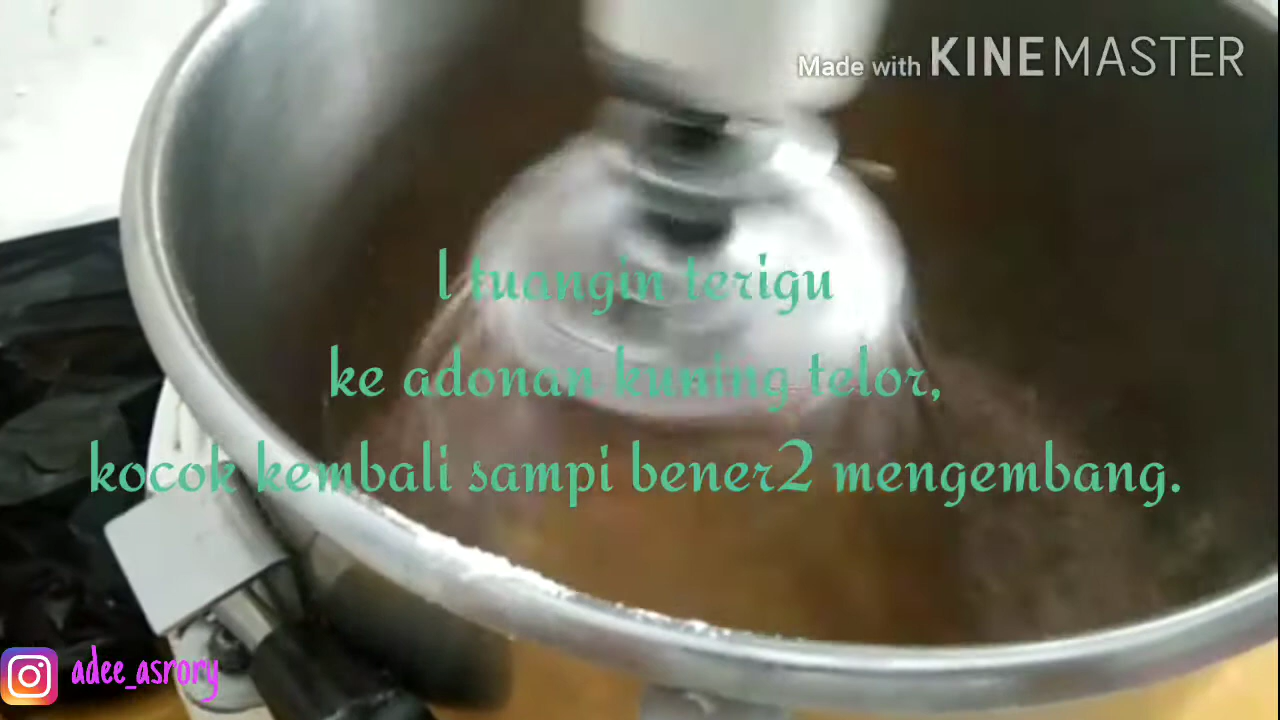 Made with KINEMASTER
l tuangin terigu
ke adonan kuning telor,
kocok kembali sampi bener2 mengembang.
adee_asrory